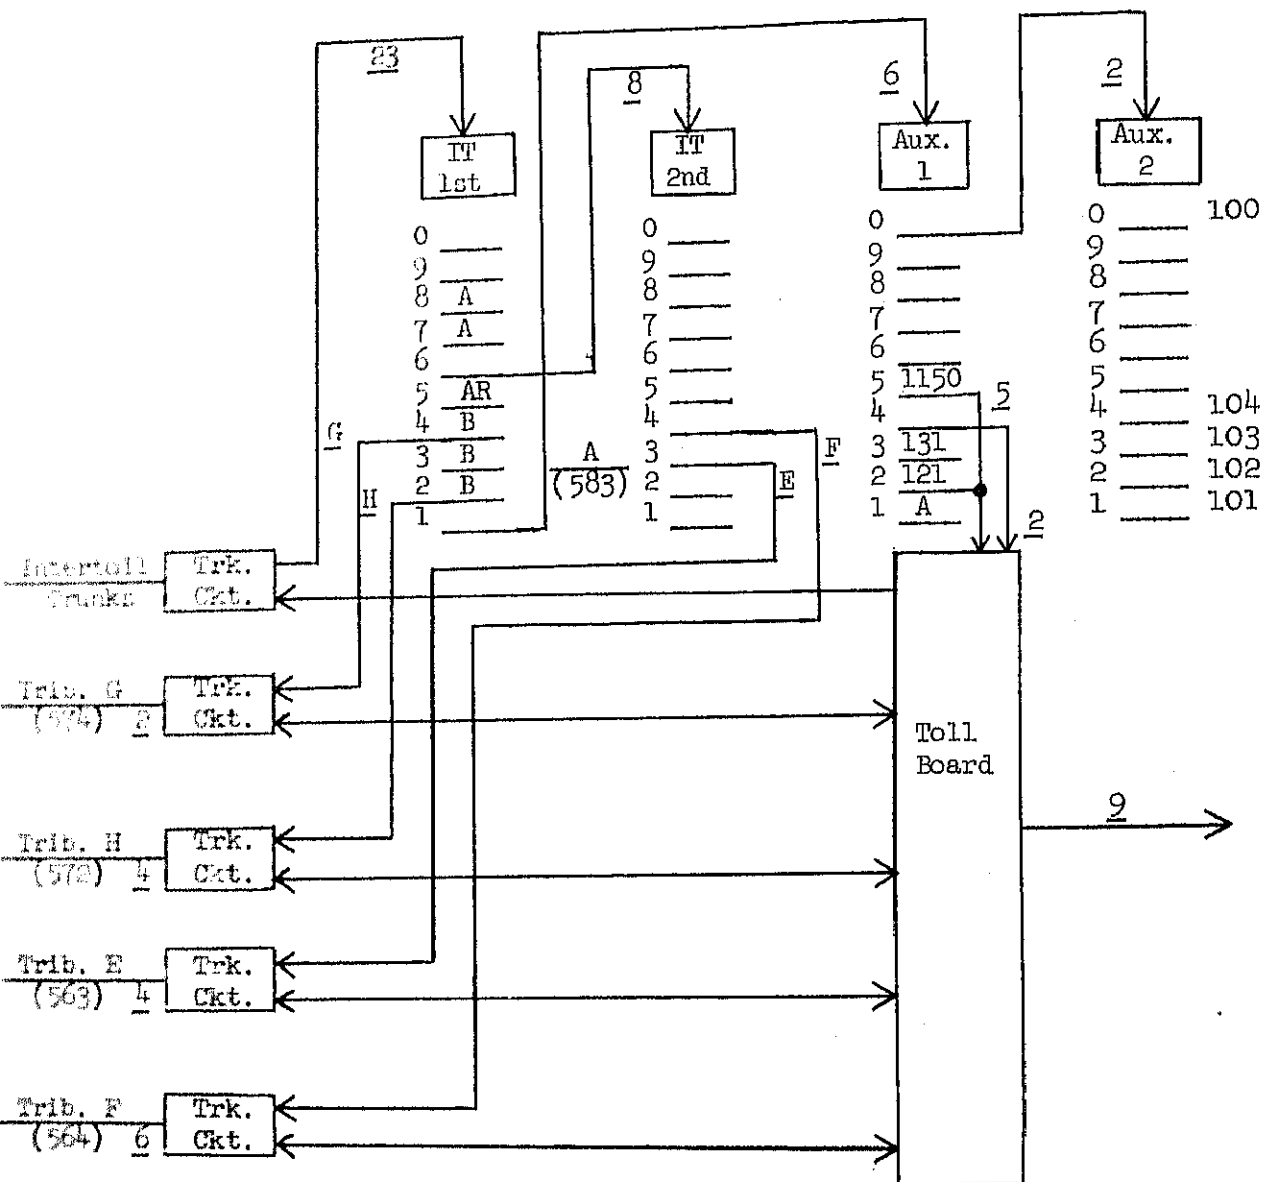 23
8
6
2
IT
1st
IT
2nd
Aux.
1
Aux.
2
0
9
8 A
7 A
6
5 AR
4 B
3 B
2 B
1
0
9
8
7
6
5
4
3
2
1
A
(583)
0
9
8
7
6
5 1150
4
3 131
2 121
1 A
5
12
0 100
9
8
7
6
5
4 104
3 103
2 102
1 101
G
H
F
E
Intertoll
Trunks
Trk.
Ckt.
Trib. G
(574) 2
Trk.
Ckt.
Trib. H
(572) 4
Trk.
Ckt.
Trib. E
(563) 4
Trk.
Ckt.
Trib. F
(564) 6
Trk.
Ckt.
Toll
Board
9